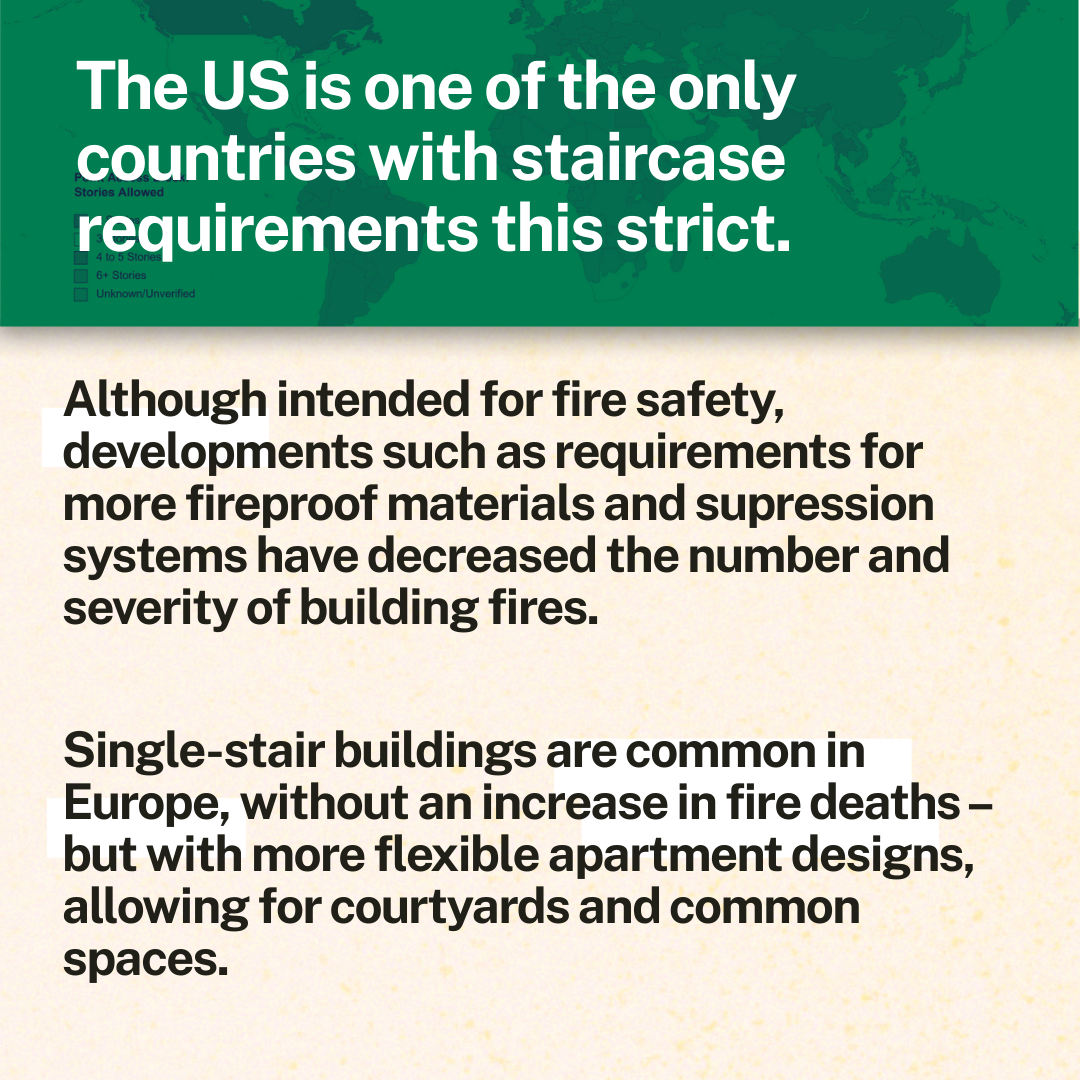 The US is one of the only
countries with staircase
requirements this strict.
Stories Allowed
4 to 5 Stories
6+ Stories
Unknown/Unverified
Although intended for fire safety,
developments such as requirements for
more fireproof materials and supression
systems have decreased the number and
severity of building fires.
Single-stair buildings are common in
Europe, without an increase in fire deaths –
but with more flexible apartment designs,
allowing for courtyards and common
spaces.